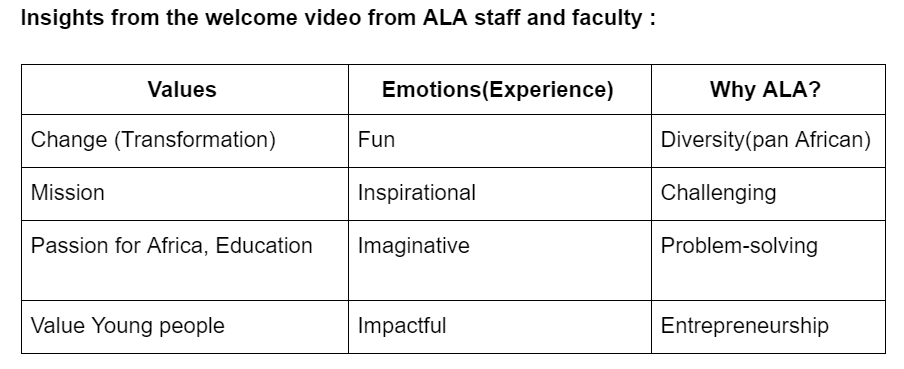 Insights from the welcome video from ALA staff and faculty :
Values Emotions(Experience) Why ALA?
Change (Transformation) Fun Diversity(pan African)
Mission Inspirational Challenging
Passion for Africa, Education Imaginative Problem-solving
Value Young people Impactful Entrepreneurship